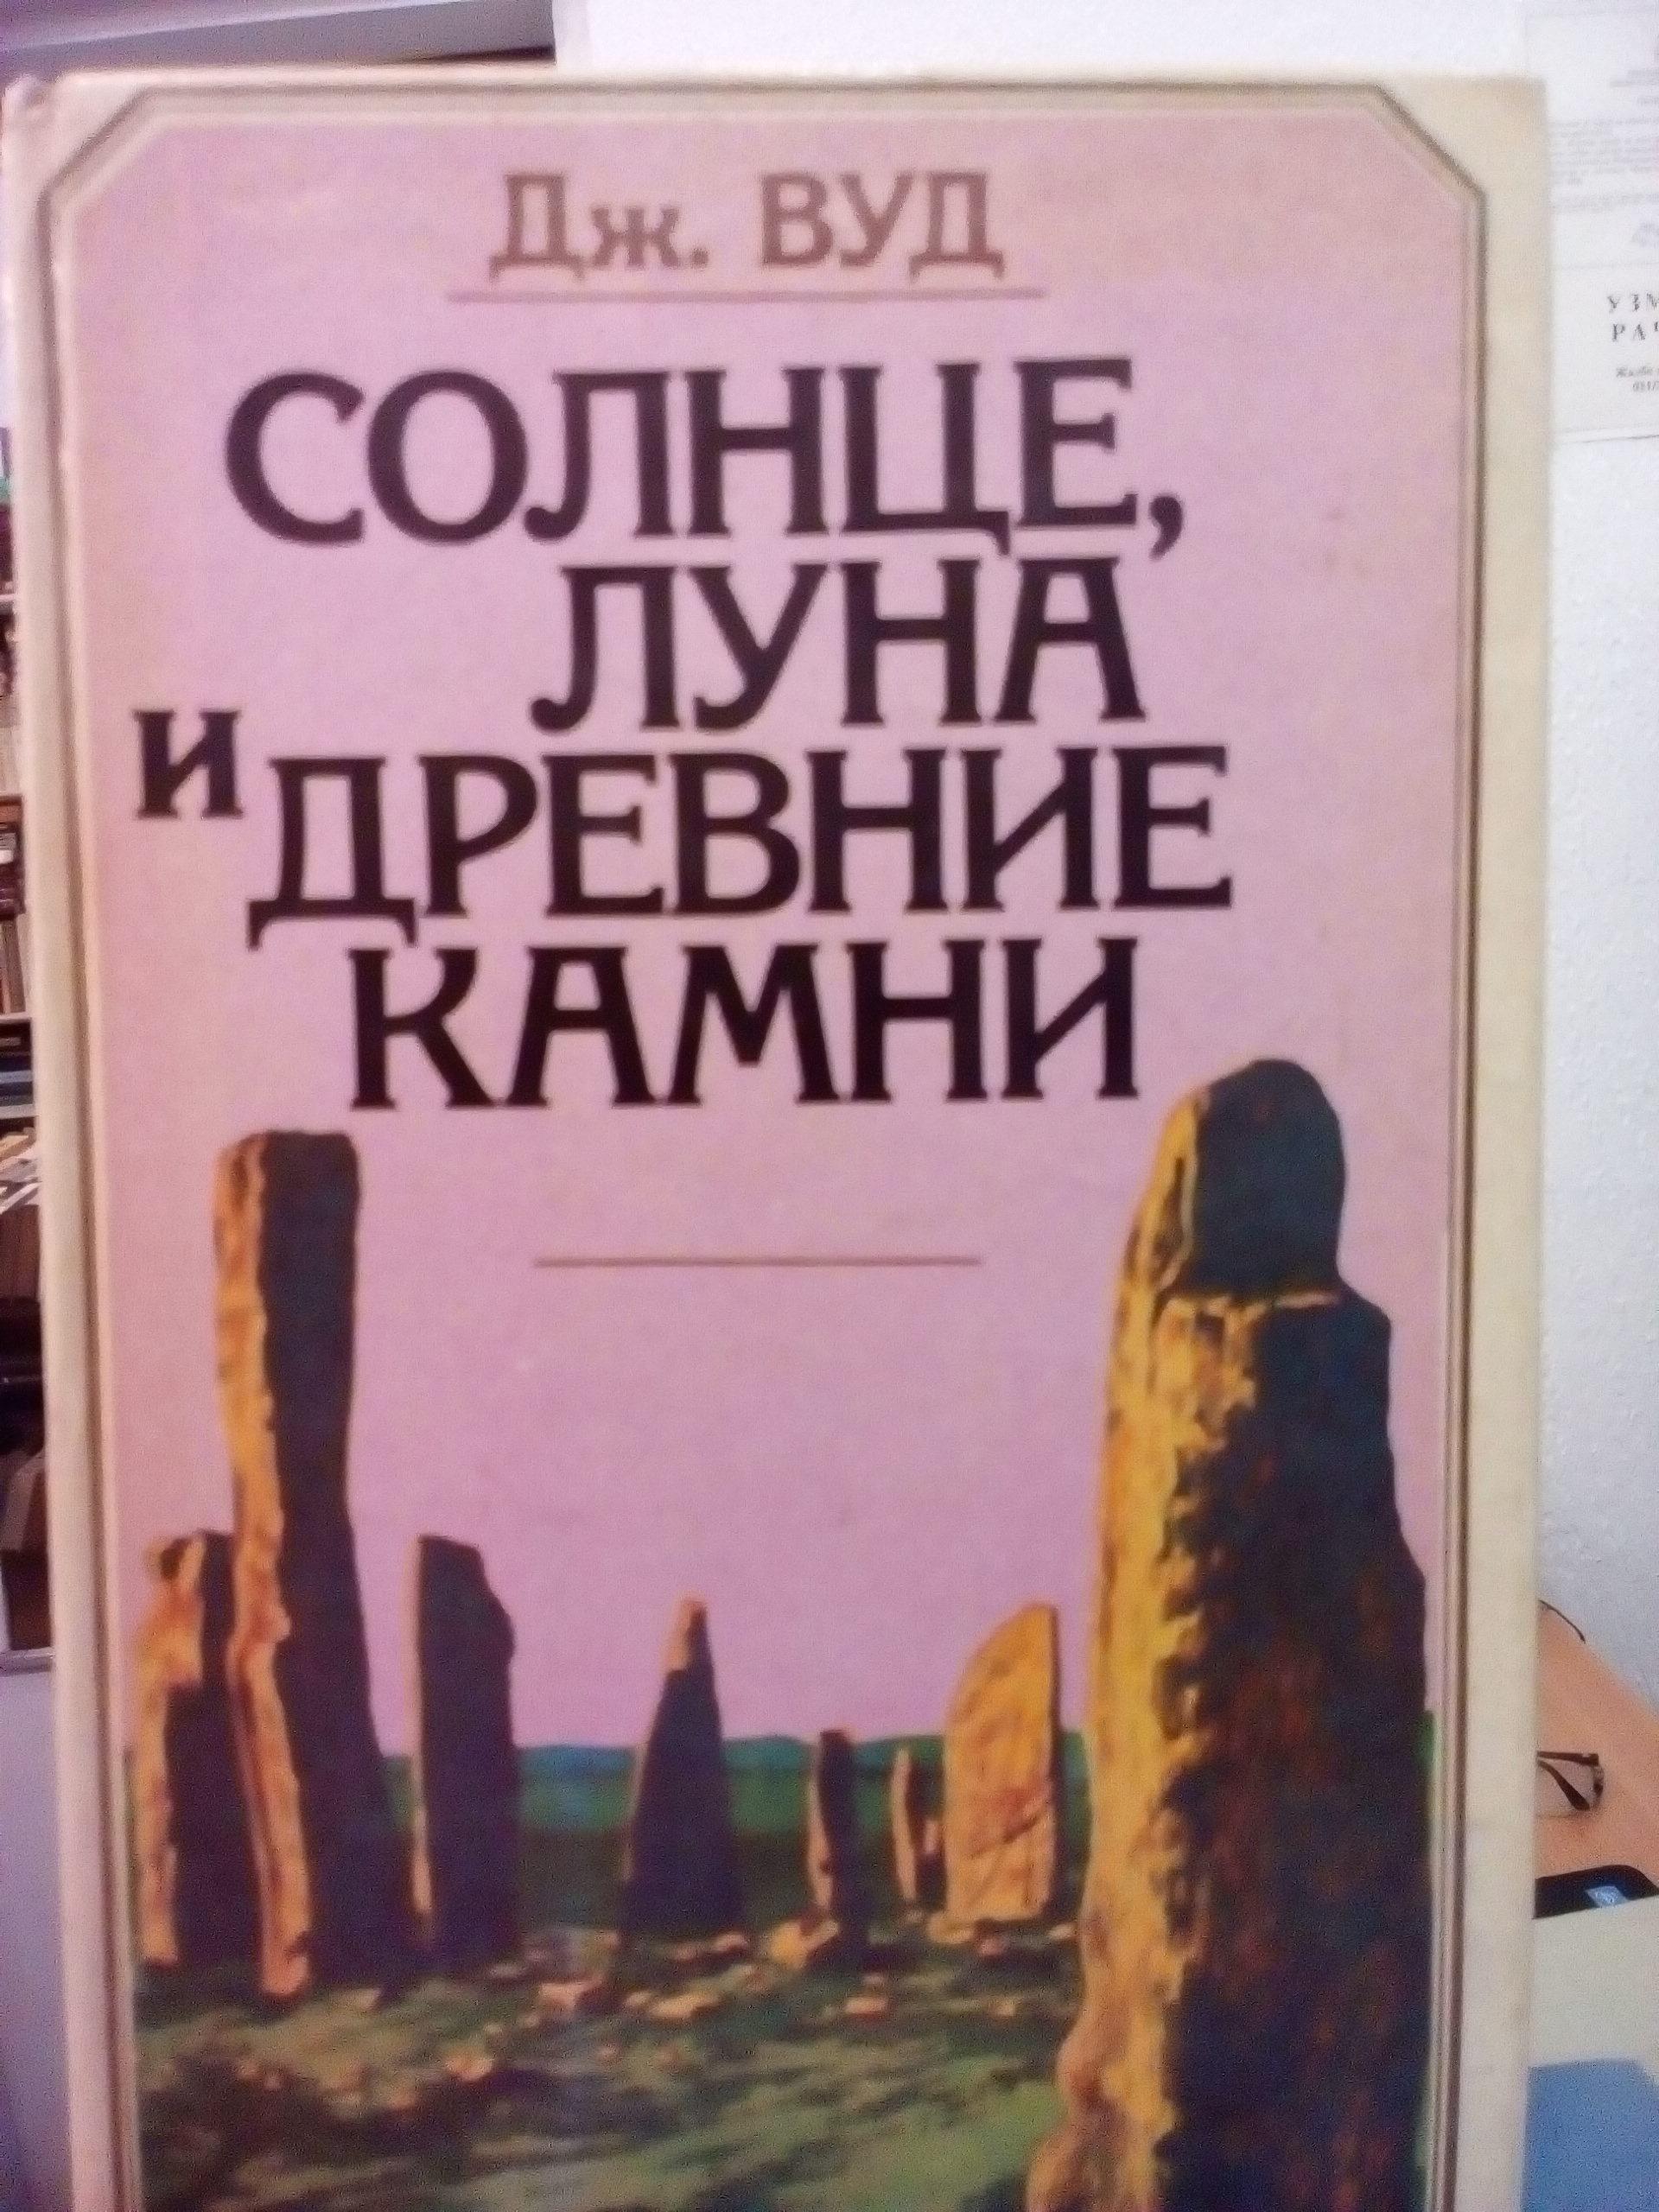 Дж. ВУД
СОЛНЦЕ,
ЛУНА
И ДРЕВНИЕ
КАМНИ